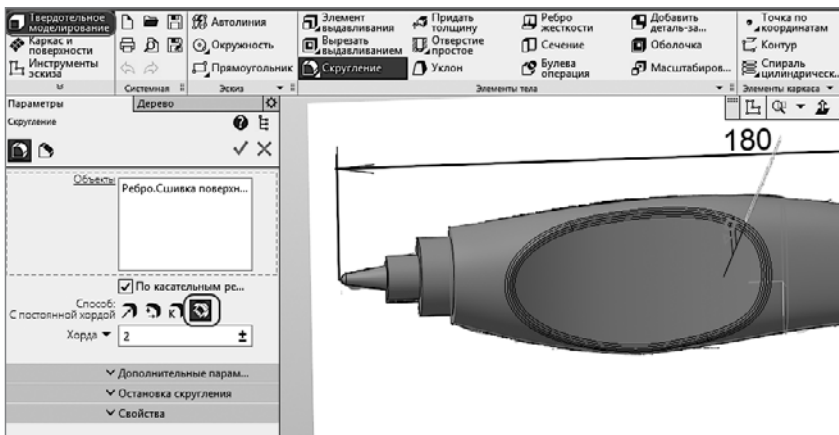 Твердотельное
моделирование
Каркас и
поверхности
Инструменты
эскиза
Системная
Автолиния
Окружность
Прямоугольник
Эскиз
Элемент
выдавливания
Вырезать
выдавливанием
Скругление
Придать
толщину
Отверстие
простое
Уклон
Ребро
жесткости
Сечение
Булева
операция
Добавить
деталь-за...
Оболочка
Масштабиров...
Элементы тела
Точка по
координатам
Контур
Спираль
цилиндрическ...
Элементы каркаса
Параметры
Дерево
Скругление
Объекты
Ребро.Сшивка поверхн...
По касательным ре...
Способ:
С постоянной хордой
Хорда
2
Дополнительные парам...
Остановка скругления
Свойства
180